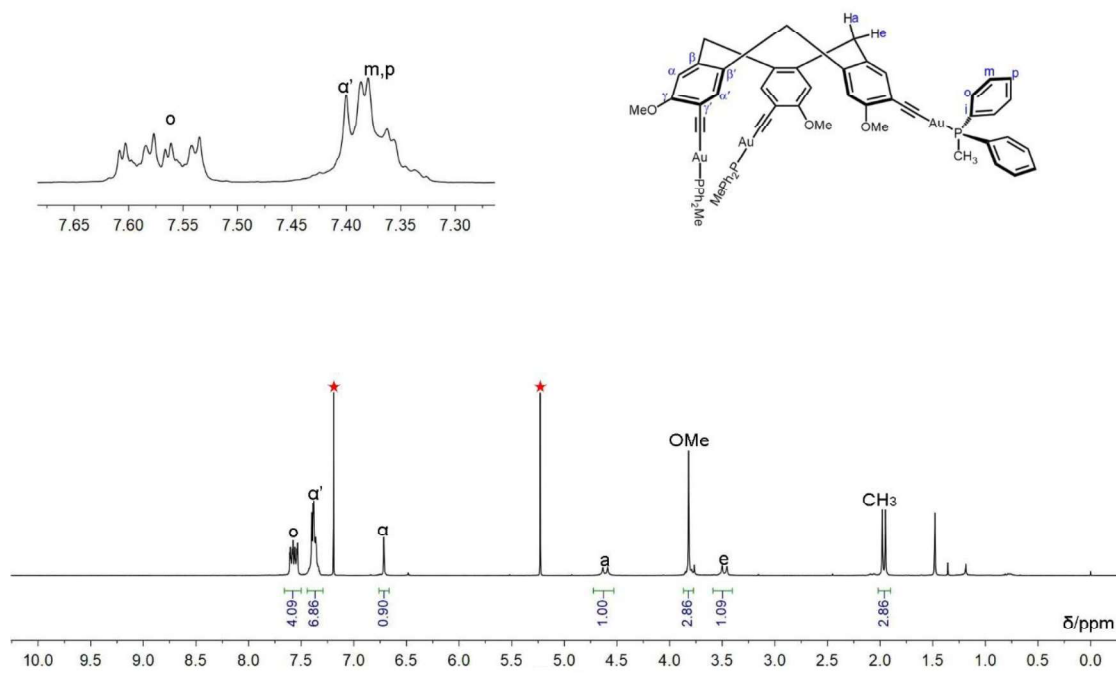 α' m,p
o
7.65 7.60 7.55 7.50 7.45 7.40 7.35 7.30
Ha
He
β
α
β'
γ
α'
γ'
MeO
OMe
OMe
m
p
o
i
Au
P
CH3
Au
Au
MePh2P
PPh2Me
OMe
α'
CH3
o
α
a
e
4.09
6.86
0.90
1.00
2.86
1.09
2.86
δ/ppm
10.0 9.5 9.0 8.5 8.0 7.5 7.0 6.5 6.0 5.5 5.0 4.5 4.0 3.5 3.0 2.5 2.0 1.5 1.0 0.5 0.0